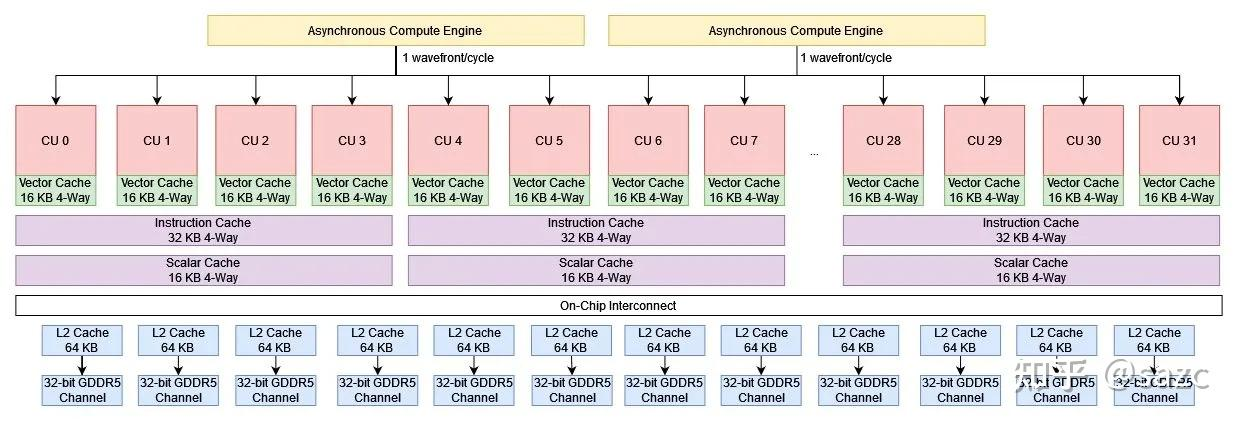 Asynchronous Compute Engine Asynchronous Compute Engine
1 wavefront/cycle 1 wavefront/cycle
CU 0 CU 1 CU 2 CU 3 CU 4 CU 5 CU 6 CU 7 ... CU 28 CU 29 CU 30 CU 31
Vector Cache Vector Cache Vector Cache Vector Cache Vector Cache Vector Cache Vector Cache Vector Cache Vector Cache Vector Cache Vector Cache Vector Cache
16 KB 4-Way 16 KB 4-Way 16 KB 4-Way 16 KB 4-Way 16 KB 4-Way 16 KB 4-Way 16 KB 4-Way 16 KB 4-Way 16 KB 4-Way 16 KB 4-Way 16 KB 4-Way 16 KB 4-Way
Instruction Cache Instruction Cache Instruction Cache
32 KB 4-Way 32 KB 4-Way 32 KB 4-Way
Scalar Cache Scalar Cache Scalar Cache
16 KB 4-Way 16 KB 4-Way 16 KB 4-Way
On-Chip Interconnect
L2 Cache L2 Cache L2 Cache L2 Cache L2 Cache L2 Cache L2 Cache L2 Cache L2 Cache L2 Cache L2 Cache L2 Cache
64 KB 64 KB 64 KB 64 KB 64 KB 64 KB 64 KB 64 KB 64 KB 64 KB 64 KB 64 KB
32-bit GDDR5 32-bit GDDR5 32-bit GDDR5 32-bit GDDR5 32-bit GDDR5 32-bit GDDR5 32-bit GDDR5 32-bit GDDR5 32-bit GDDR5 32-bit GDDR5 32-bit GDDR5 32-bit GDDR5
Channel Channel Channel Channel Channel Channel Channel Channel Channel Channel Channel Channel
知乎 @sazc